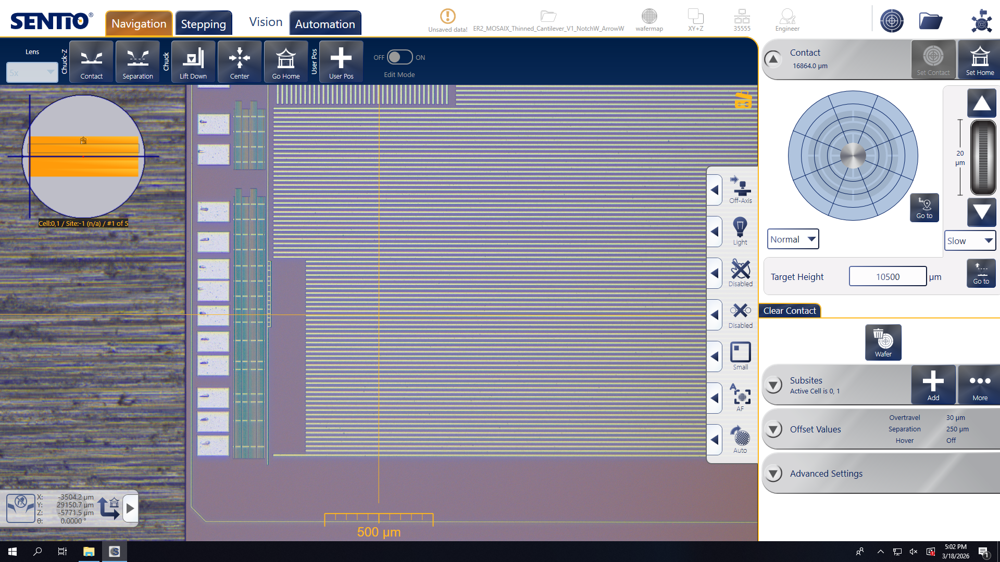 SENTIO®
Navigation
Stepping
Vision
Automation
Unsaved data!
ER2_MOSAIX_Thinned_Cantilever_V1_NotchW_ArrowW
wafermap
XY+Z
35555
Engineer
Lens
5x
Chuck-Z
Contact
Separation
Chuck
Lift Down
Center
Go Home
User Pos
User Pos
OFF
ON
Edit Mode
Contact
16864.0 µm
Set Contact
Set Home
Cell:0,1 / Site:-1 (n/a) / #1 of 5
20
µm
Go to
Normal
Slow
Target Height
10500
µm
Go to
Off-Axis
Light
Disabled
Disabled
Small
A
AF
Auto
Clear Contact
Wafer
Subsites
Active Cell is 0, 1
Add
More
Offset Values
Overtravel 30 µm
Separation 250 µm
Hover Off
Advanced Settings
X: -3504.2 µm
Y: 29150.7 µm
Z: -5771.5 µm
θ: 0.0000 °
500 µm
S
5:02 PM
3/18/2026
1